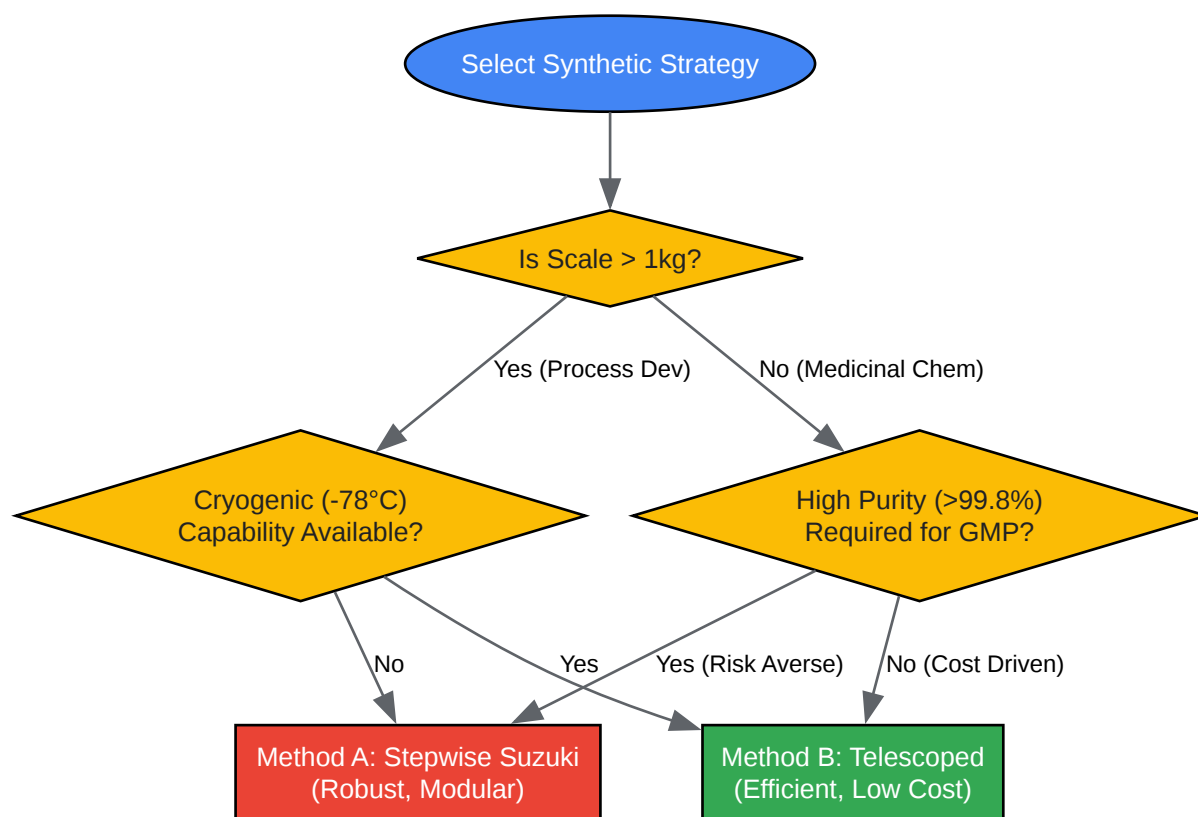 Select Synthetic Strategy
Is Scale > 1kg?
Yes (Process Dev)
No (Medicinal Chem)
Cryogenic (-78°C)
Capability Available?
High Purity (>99.8%)
Required for GMP?
No
Yes
Yes (Risk Averse)
No (Cost Driven)
Method A: Stepwise Suzuki
(Robust, Modular)
Method B: Telescoped
(Efficient, Low Cost)